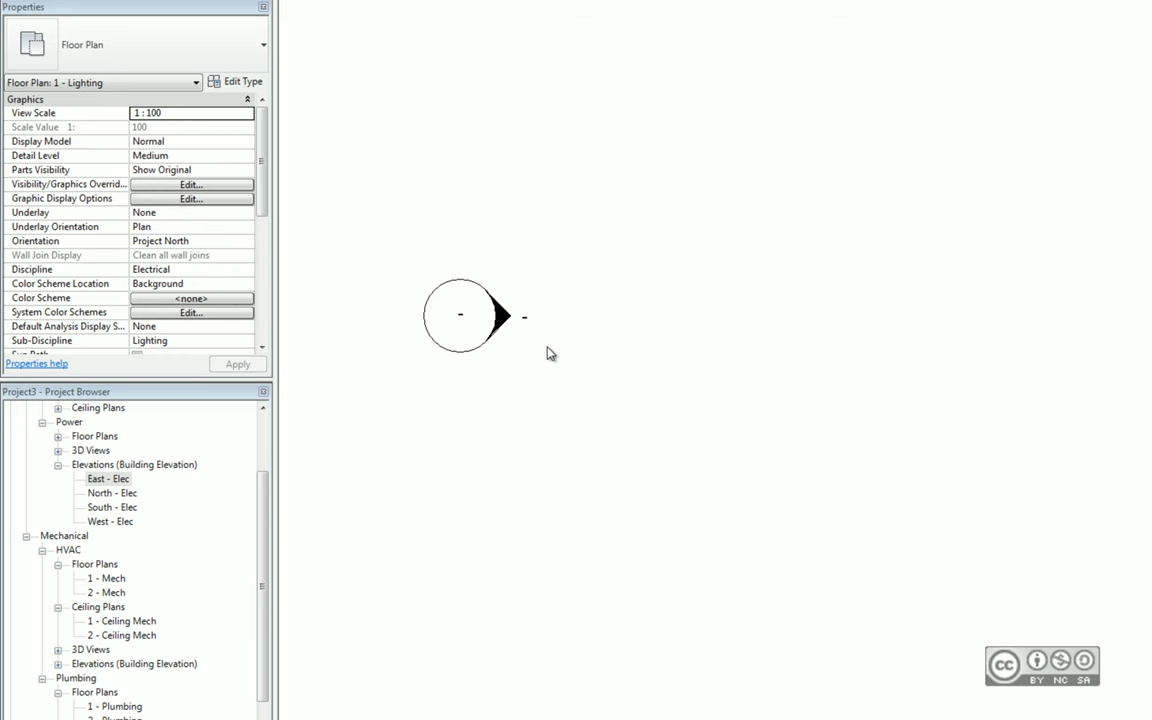 Properties
Floor Plan
Floor Plan: 1 - Lighting
Edit Type
Graphics
View Scale
1 : 100
Scale Value 1:
100
Display Model
Normal
Detail Level
Medium
Parts Visibility
Show Original
Visibility/Graphics Overrid...
Edit...
Graphic Display Options
Edit...
Underlay
None
Underlay Orientation
Plan
Orientation
Project North
Wall Join Display
Clean all wall joins
Discipline
Electrical
Color Scheme Location
Background
Color Scheme
<none>
System Color Schemes
Edit...
Default Analysis Display S...
None
Sub-Discipline
Lighting
Properties help
Apply
Project3 - Project Browser
Ceiling Plans
Power
Floor Plans
3D Views
Elevations (Building Elevation)
East - Elec
North - Elec
South - Elec
West - Elec
Mechanical
HVAC
Floor Plans
1 - Mech
2 - Mech
Ceiling Plans
1 - Ceiling Mech
2 - Ceiling Mech
3D Views
Elevations (Building Elevation)
Plumbing
Floor Plans
1 - Plumbing
- -
cc
BY NC SA